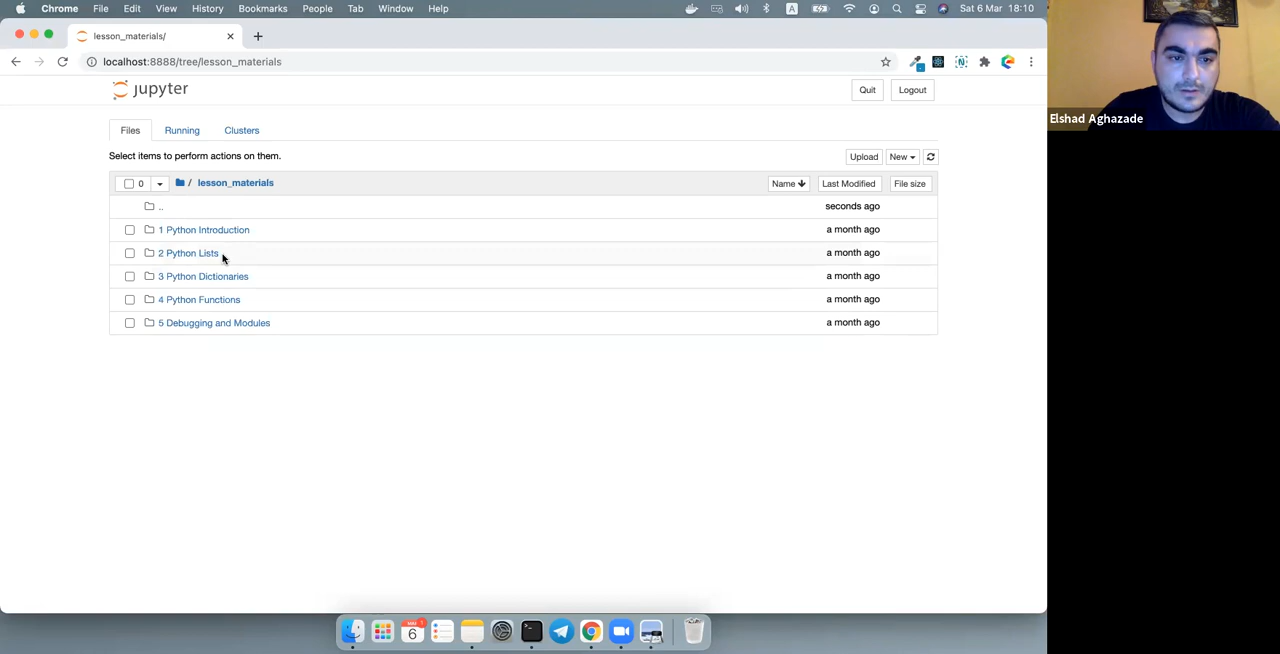 Chrome File Edit View History Bookmarks People Tab Window Help A Sat 6 Mar 18:10
lesson_materials/
localhost:8888/tree/lesson_materials
jupyter Quit Logout
Files Running Clusters
Select items to perform actions on them. Upload New
0 / lesson_materials Name Last Modified File size
.. seconds ago
1 Python Introduction a month ago
2 Python Lists a month ago
3 Python Dictionaries a month ago
4 Python Functions a month ago
5 Debugging and Modules a month ago
6
Elshad Aghazade